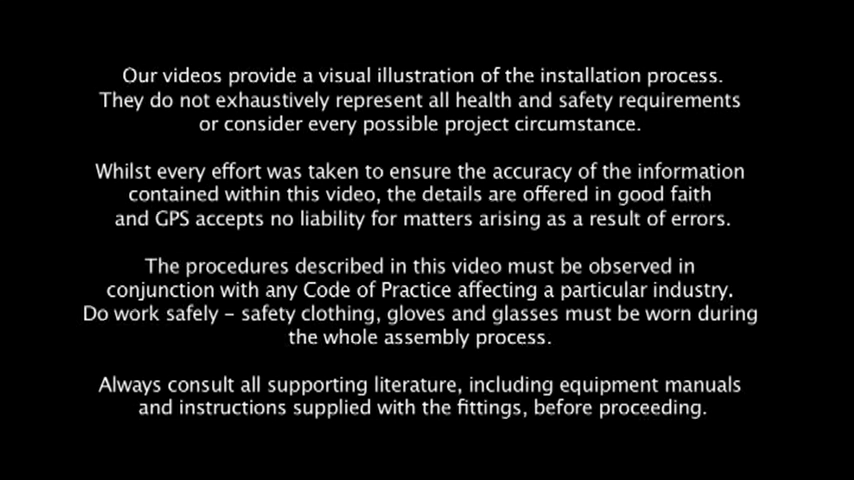 Our videos provide a visual illustration of the installation process.
They do not exhaustively represent all health and safety requirements
or consider every possible project circumstance.
Whilst every effort was taken to ensure the accuracy of the information
contained within this video, the details are offered in good faith
and GPS accepts no liability for matters arising as a result of errors.
The procedures described in this video must be observed in
conjunction with any Code of Practice affecting a particular industry.
Do work safely – safety clothing, gloves and glasses must be worn during
the whole assembly process.
Always consult all supporting literature, including equipment manuals
and instructions supplied with the fittings, before proceeding.